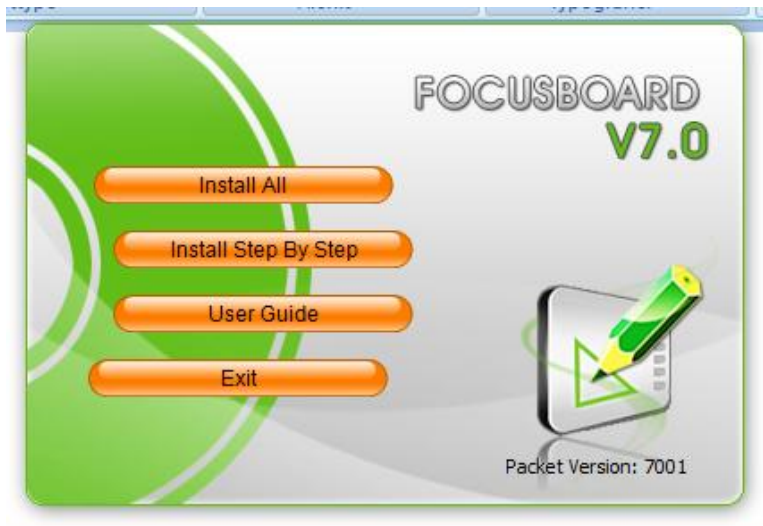 FOCUSBOARD
V7.0
Install All
Install Step By Step
User Guide
Exit
Packet Version: 7001